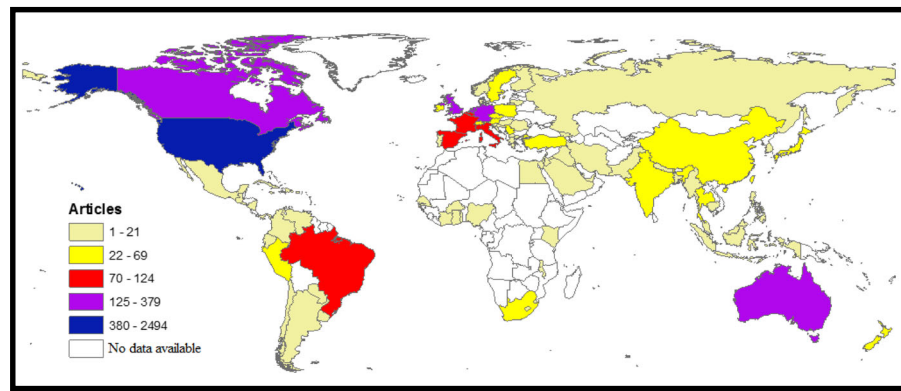 Articles
1 - 21
22 - 69
70 - 124
125 - 379
380 - 2494
No data available